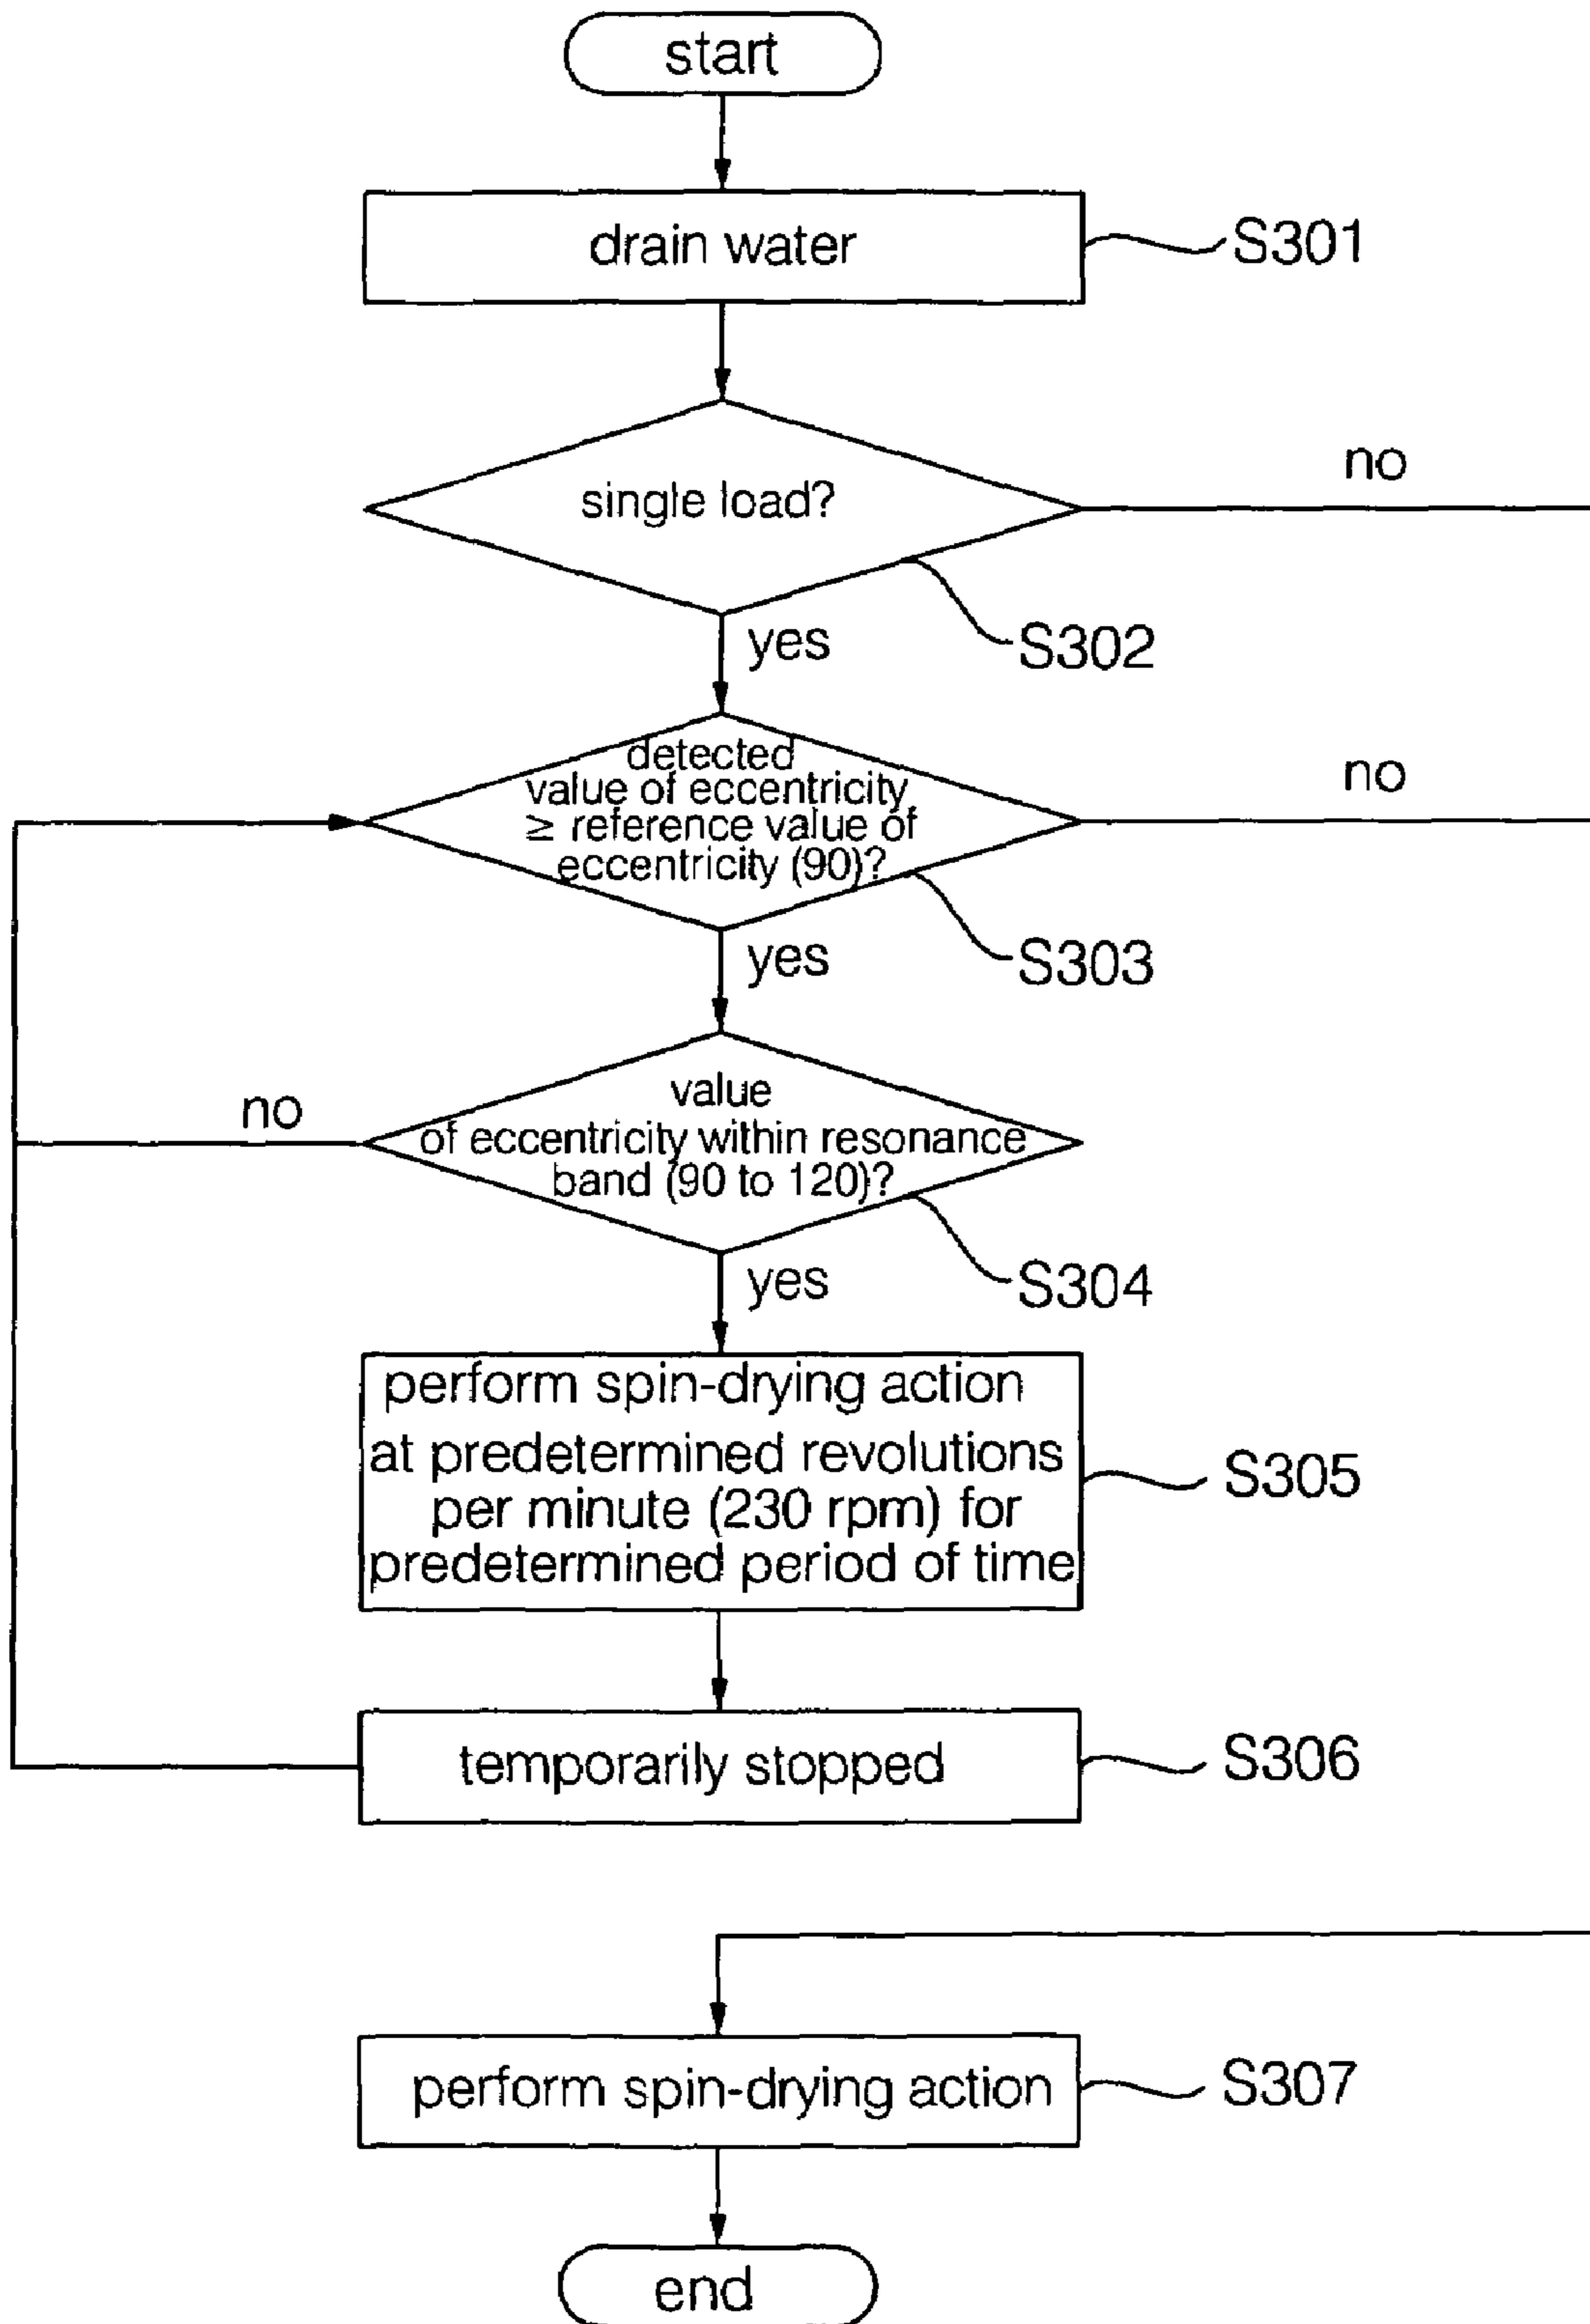 start
drain water
S301
single load?
no
S302
yes
detected
value of eccentricity
≥ reference value of
eccentricity (90)?
no
S303
yes
value
of eccentricity within resonance
band (90 to 120)?
no
S304
yes
perform spin-drying action
at predetermined revolutions
per minute (230 rpm) for
predetermined period of time
S305
temporarily stopped
S306
perform spin-drying action
S307
end